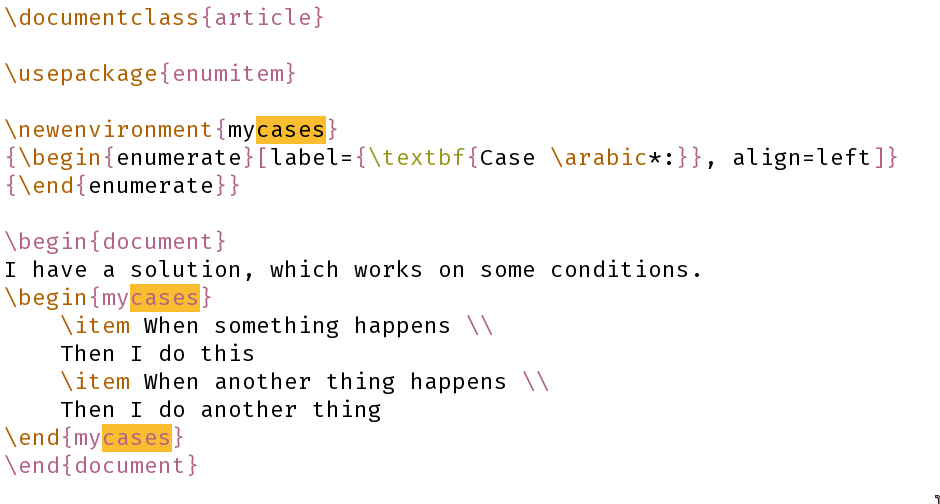 \documentclass{article}

\usepackage{enumitem}

\newenvironment{mycases}
{\begin{enumerate}[label={\textbf{Case \arabic*:}}, align=left]}
{\end{enumerate}}

\begin{document}
I have a solution, which works on some conditions.
\begin{mycases}
    \item When something happens \\
    Then I do this
    \item When another thing happens \\
    Then I do another thing
\end{mycases}
\end{document}